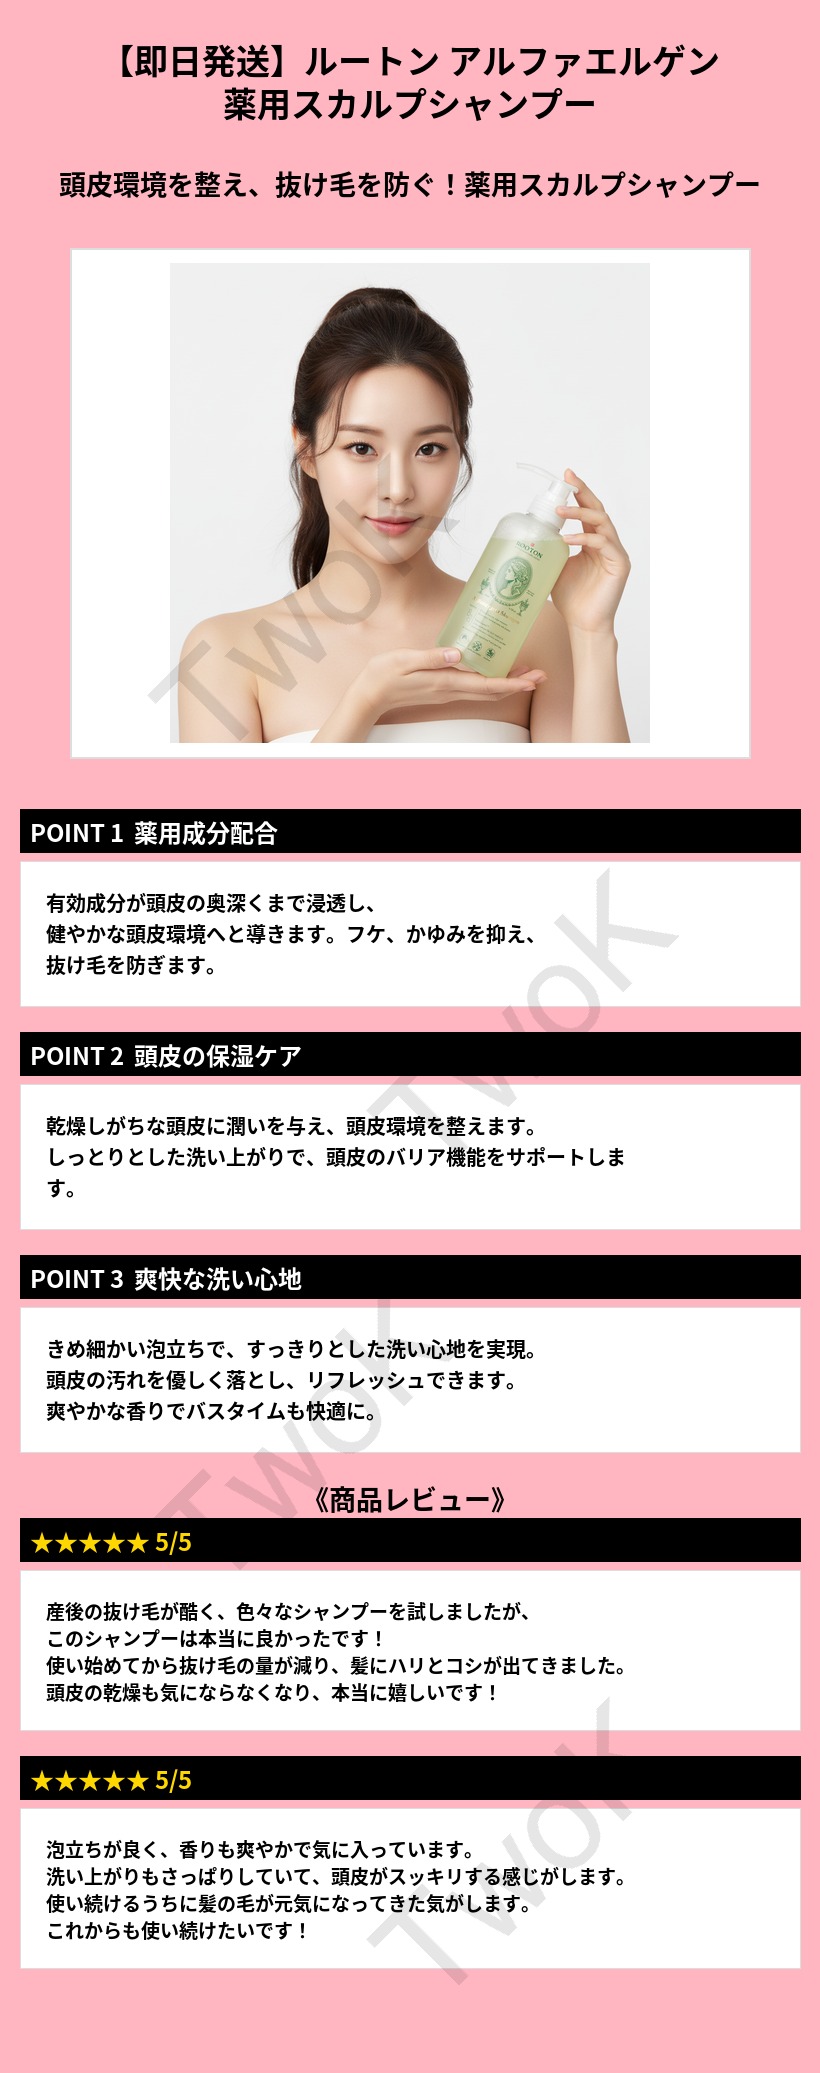 【即日発送】ルートン アルファエルゲン
薬用スカルプシャンプー
頭皮環境を整え、抜け毛を防ぐ！薬用スカルプシャンプー
ROOTON
TwoK
POINT 1 薬用成分配合
有効成分が頭皮の奥深くまで浸透し、
健やかな頭皮環境へと導きます。フケ、かゆみを抑え、
抜け毛を防ぎます。
TwoK
POINT 2 頭皮の保湿ケア
乾燥しがちな頭皮に潤いを与え、頭皮環境を整えます。
しっとりとした洗い上がりで、頭皮のバリア機能をサポートしま
す。
POINT 3 爽快な洗い心地
きめ細かい泡立ちで、すっきりとした洗い心地を実現。
頭皮の汚れを優しく落とし、リフレッシュできます。
爽やかな香りでバスタイムも快適に。
TwoK
《商品レビュー》
★★★★★ 5/5
産後の抜け毛が酷く、色々なシャンプーを試しましたが、
このシャンプーは本当に良かったです！
使い始めてから抜け毛の量が減り、髪にハリとコシが出てきました。
頭皮の乾燥も気にならなくなり、本当に嬉しいです！
★★★★★ 5/5
泡立ちが良く、香りも爽やかで気に入っています。
洗い上がりもさっぱりしていて、頭皮がスッキリする感じがします。
使い続けるうちに髪の毛が元気になってきた気がします。
これからも使い続けたいです！
TwoK